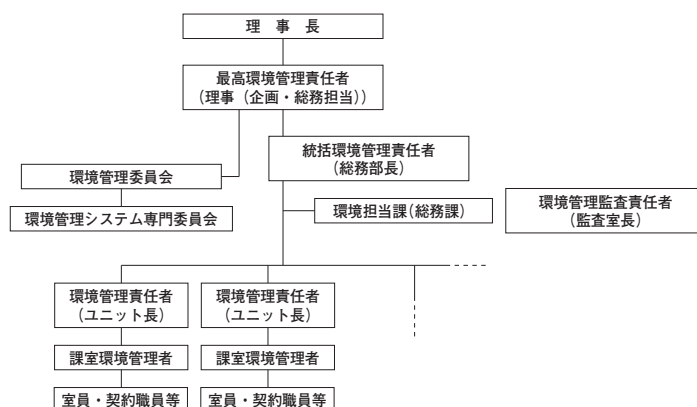 理 事 長
最高環境管理責任者
(理事(企画・総務担当))
統括環境管理責任者
(総務部長)
環境管理委員会
環境管理システム専門委員会
環境担当課(総務課)
環境管理監査責任者
(監査室長)
環境管理責任者
(ユニット長)
環境管理責任者
(ユニット長)
課室環境管理者
課室環境管理者
室員・契約職員等
室員・契約職員等